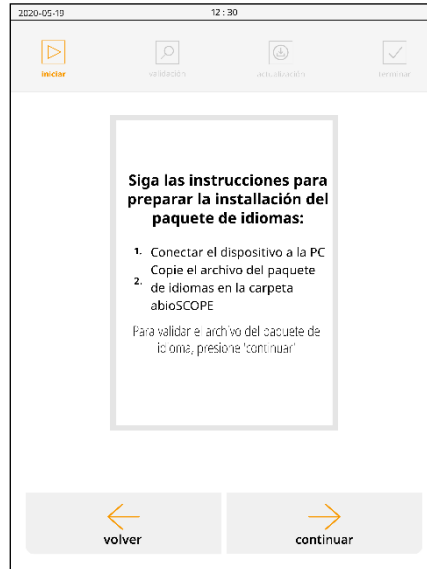 2020-05-19 12 : 30
iniciar validación actualización terminar
Siga las instrucciones para
preparar la instalación del
paquete de idiomas:
1. Conectar el dispositivo a la PC
Copie el archivo del paquete
2. de idiomas en la carpeta
abioSCOPE
Para validar el archivo del paquete de
idioma, presione 'continuar'
volver continuar